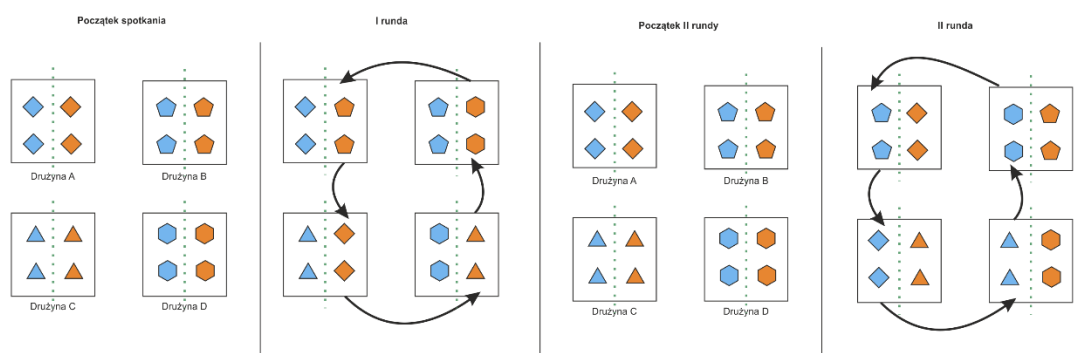 Początek spotkania
I runda
Początek II rundy
II runda
Drużyna A
Drużyna B
Drużyna C
Drużyna D
Drużyna A
Drużyna B
Drużyna C
Drużyna D